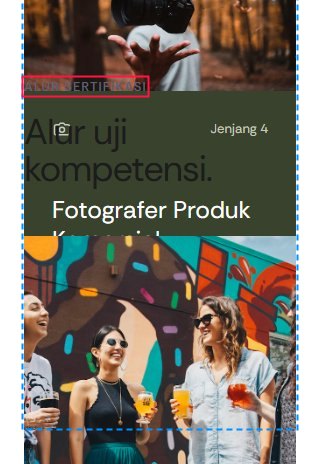 ALUR SERTIFIKASI
Alur uji
Jenjang 4
kompetensi.
Fotografer Produk